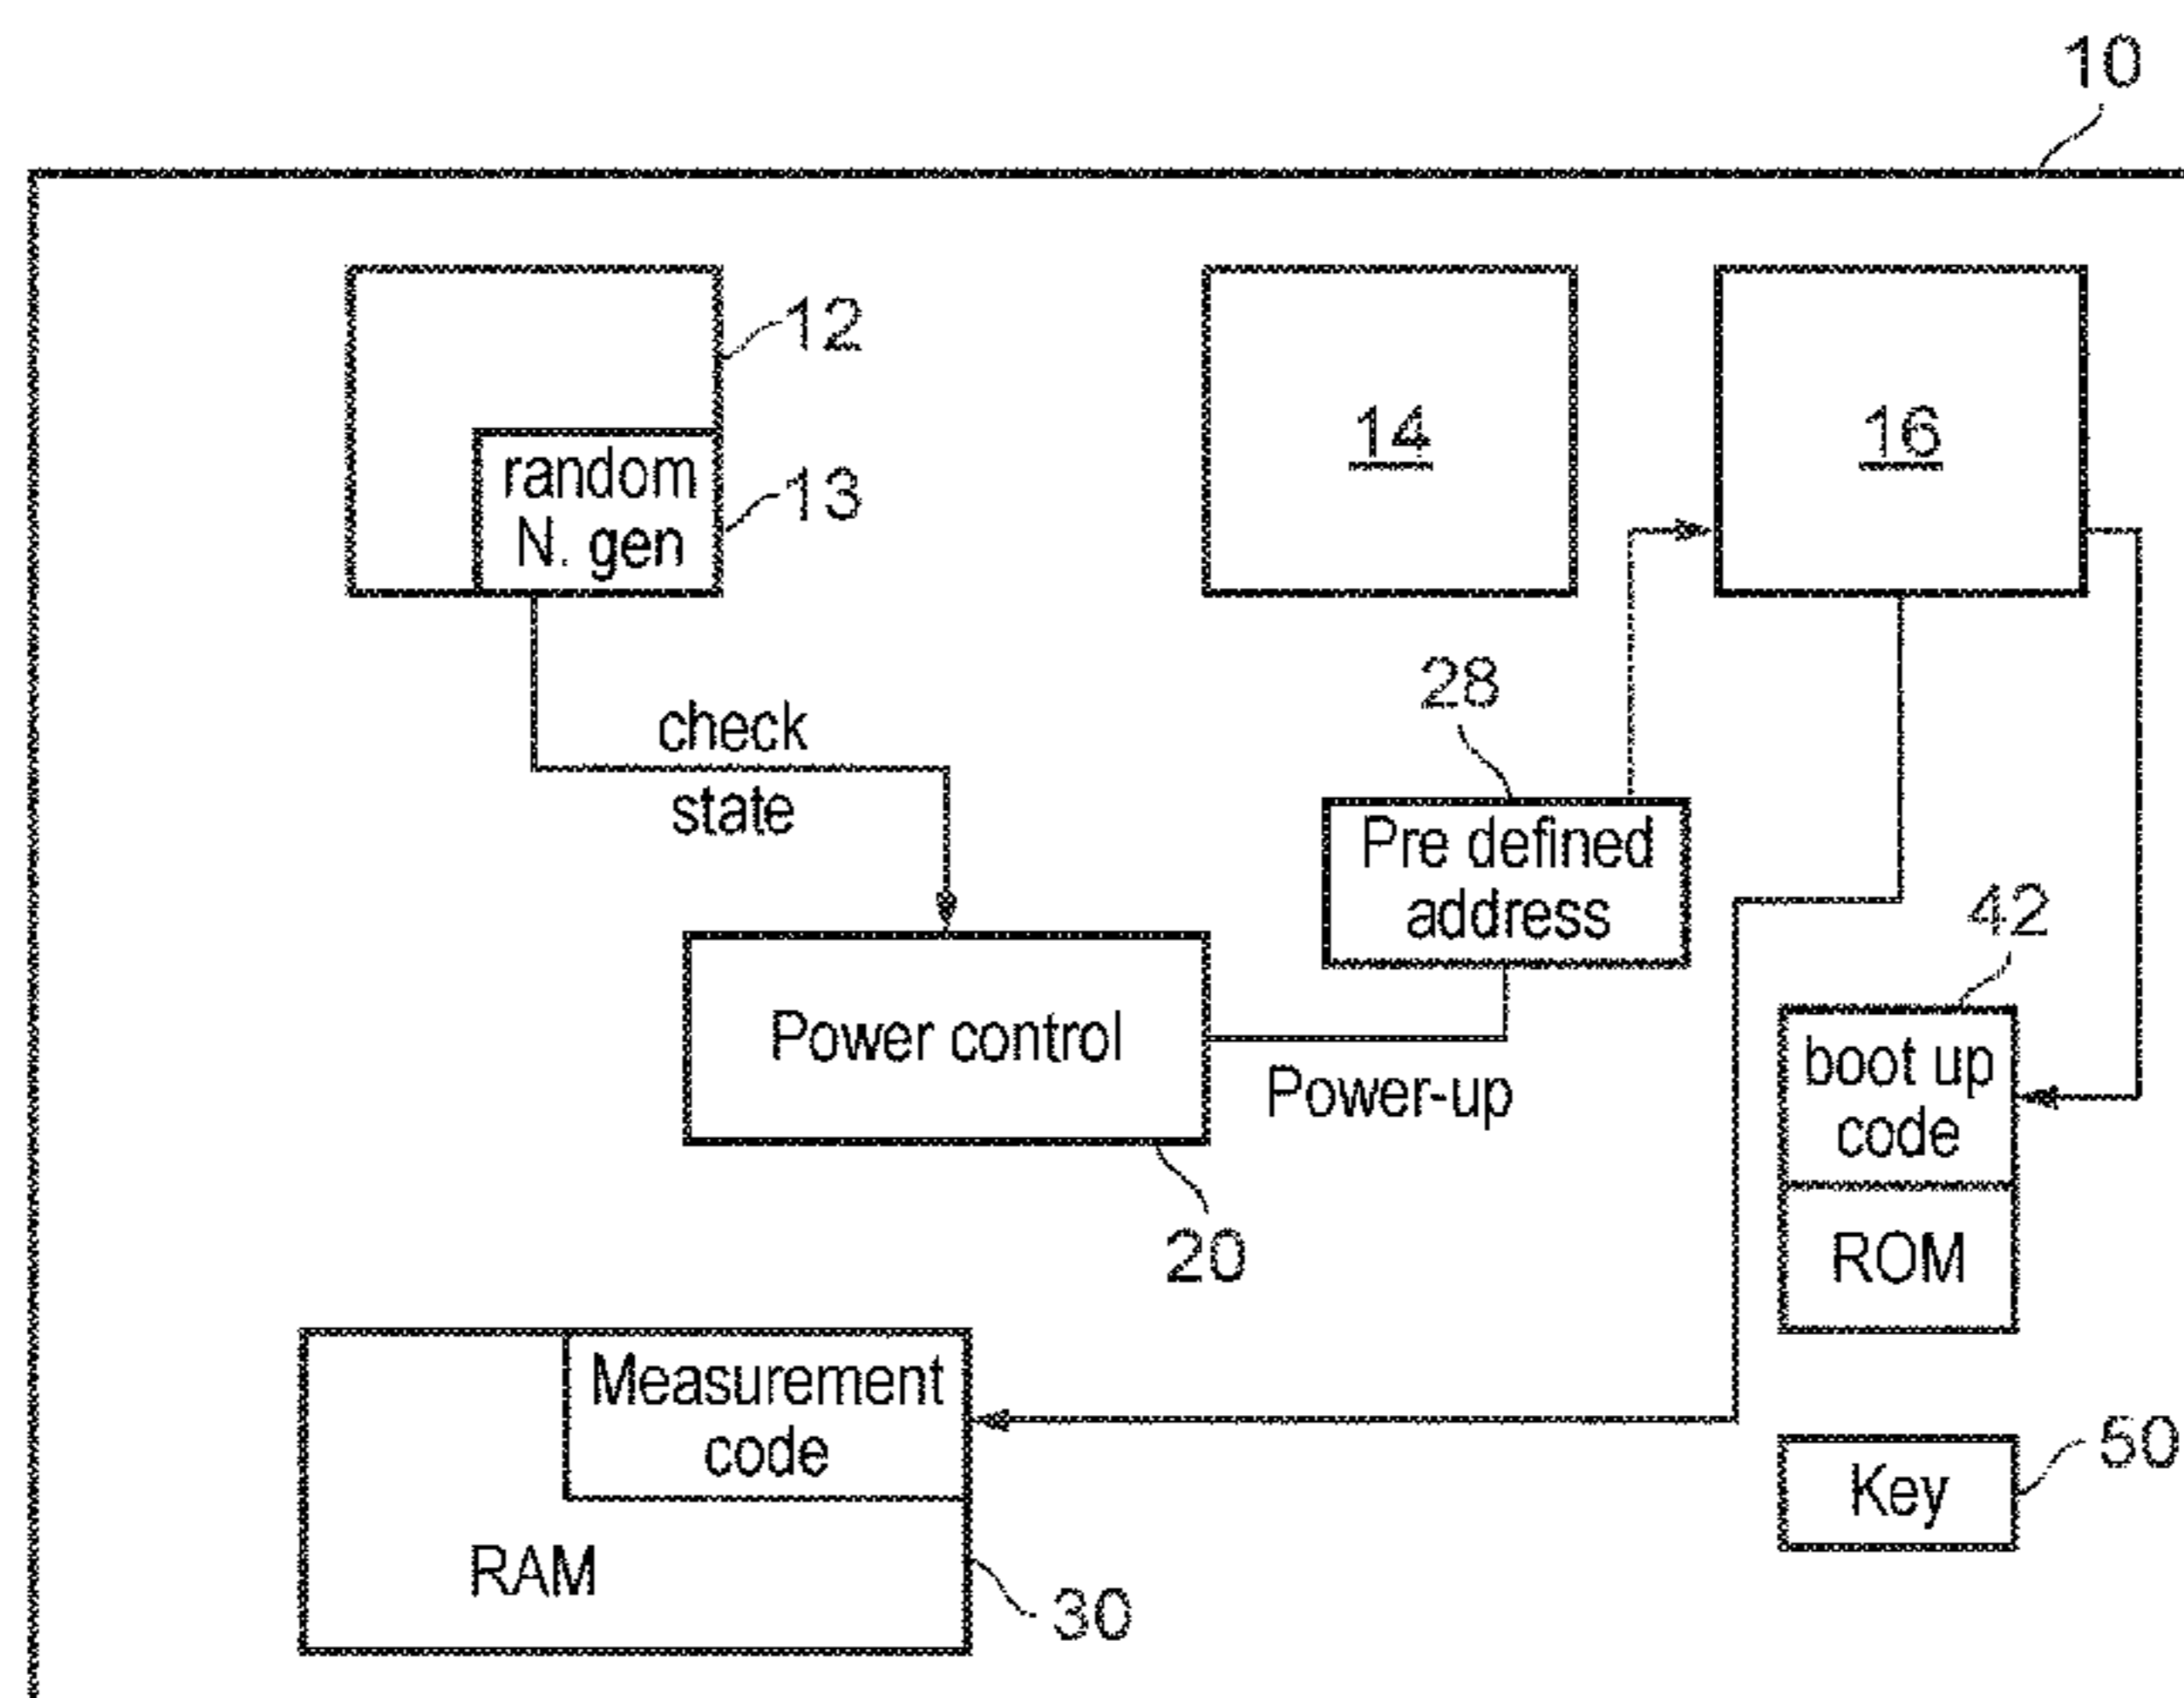 10
12
random
N. gen
13
14
16
check
state
28
Pre defined
address
42
Power control
Power-up
boot up
code
ROM
20
Measurement
code
RAM
30
Key
50